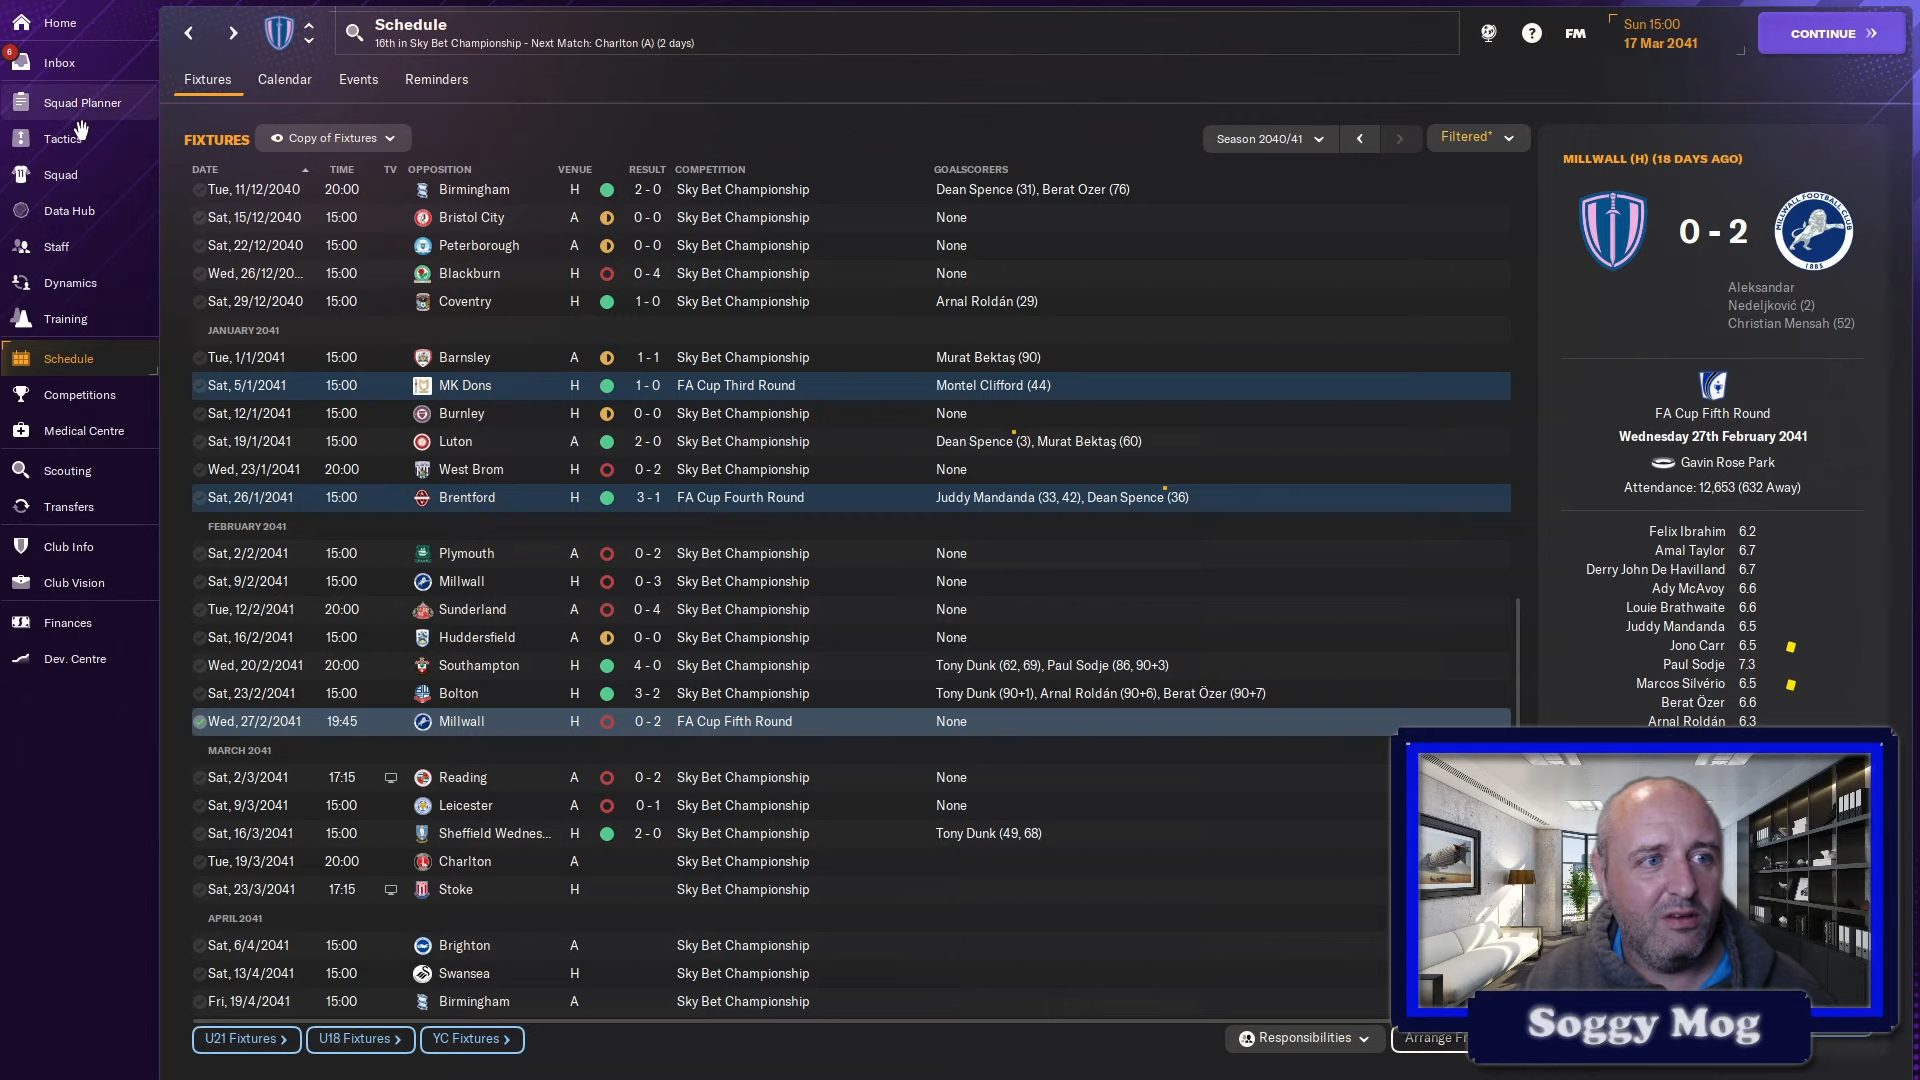 Home
6
Inbox
Squad Planner
Tactics
Squad
Data Hub
Staff
Dynamics
Training
Schedule
Competitions
Medical Centre
Scouting
Transfers
Club Info
Club Vision
Finances
Dev. Centre
Schedule
16th in Sky Bet Championship - Next Match: Charlton (A) (2 days)
? FM
Sun 15:00
17 Mar 2041
CONTINUE
Fixtures Calendar Events Reminders
FIXTURES Copy of Fixtures Season 2040/41 Filtered*
DATE TIME TV OPPOSITION VENUE RESULT COMPETITION GOALSCORERS
Tue, 11/12/2040 20:00 Birmingham H 2 - 0 Sky Bet Championship Dean Spence (31), Berat Ozer (76)
Sat, 15/12/2040 15:00 Bristol City A 0 - 0 Sky Bet Championship None
Sat, 22/12/2040 15:00 Peterborough A 0 - 0 Sky Bet Championship None
Wed, 26/12/20... 15:00 Blackburn H 0 - 4 Sky Bet Championship None
Sat, 29/12/2040 15:00 Coventry H 1 - 0 Sky Bet Championship Arnal Roldán (29)
JANUARY 2041
Tue, 1/1/2041 15:00 Barnsley A 1 - 1 Sky Bet Championship Murat Bektaş (90)
Sat, 5/1/2041 15:00 MK Dons H 1 - 0 FA Cup Third Round Montel Clifford (44)
Sat, 12/1/2041 15:00 Burnley H 0 - 0 Sky Bet Championship None
Sat, 19/1/2041 15:00 Luton A 2 - 0 Sky Bet Championship Dean Spence (3), Murat Bektaş (60)
Wed, 23/1/2041 20:00 West Brom H 0 - 2 Sky Bet Championship None
Sat, 26/1/2041 15:00 Brentford H 3 - 1 FA Cup Fourth Round Juddy Mandanda (33, 42), Dean Spence (36)
FEBRUARY 2041
Sat, 2/2/2041 15:00 Plymouth A 0 - 2 Sky Bet Championship None
Sat, 9/2/2041 15:00 Millwall H 0 - 3 Sky Bet Championship None
Tue, 12/2/2041 20:00 Sunderland A 0 - 4 Sky Bet Championship None
Sat, 16/2/2041 15:00 Huddersfield A 0 - 0 Sky Bet Championship None
Wed, 20/2/2041 20:00 Southampton H 4 - 0 Sky Bet Championship Tony Dunk (62, 69), Paul Sodje (86, 90+3)
Sat, 23/2/2041 15:00 Bolton H 3 - 2 Sky Bet Championship Tony Dunk (90+1), Arnal Roldán (90+6), Berat Özer (90+7)
Wed, 27/2/2041 19:45 Millwall H 0 - 2 FA Cup Fifth Round None
MARCH 2041
Sat, 2/3/2041 17:15 Reading A 0 - 2 Sky Bet Championship None
Sat, 9/3/2041 15:00 Leicester A 0 - 1 Sky Bet Championship None
Sat, 16/3/2041 15:00 Sheffield Wednes... H 2 - 0 Sky Bet Championship Tony Dunk (49, 68)
Tue, 19/3/2041 20:00 Charlton A Sky Bet Championship
Sat, 23/3/2041 17:15 Stoke H Sky Bet Championship
APRIL 2041
Sat, 6/4/2041 15:00 Brighton A Sky Bet Championship
Sat, 13/4/2041 15:00 Swansea H Sky Bet Championship
Fri, 19/4/2041 15:00 Birmingham A Sky Bet Championship
U21 Fixtures U18 Fixtures YC Fixtures Responsibilities Arrange
MILLWALL (H) (18 DAYS AGO)
0 - 2
MILLWALL FOOTBALL CLUB
1885
Aleksandar
Nedeljković (2)
Christian Mensah (52)
FA Cup Fifth Round
Wednesday 27th February 2041
Gavin Rose Park
Attendance: 12,653 (632 Away)
Felix Ibrahim 6.2
Amal Taylor 6.7
Derry John De Havilland 6.7
Ady McAvoy 6.6
Louie Brathwaite 6.6
Juddy Mandanda 6.5
Jono Carr 6.5
Paul Sodje 7.3
Marcos Silvério 6.5
Berat Özer 6.6
Arnal Roldán 6.3
Soggy Mog